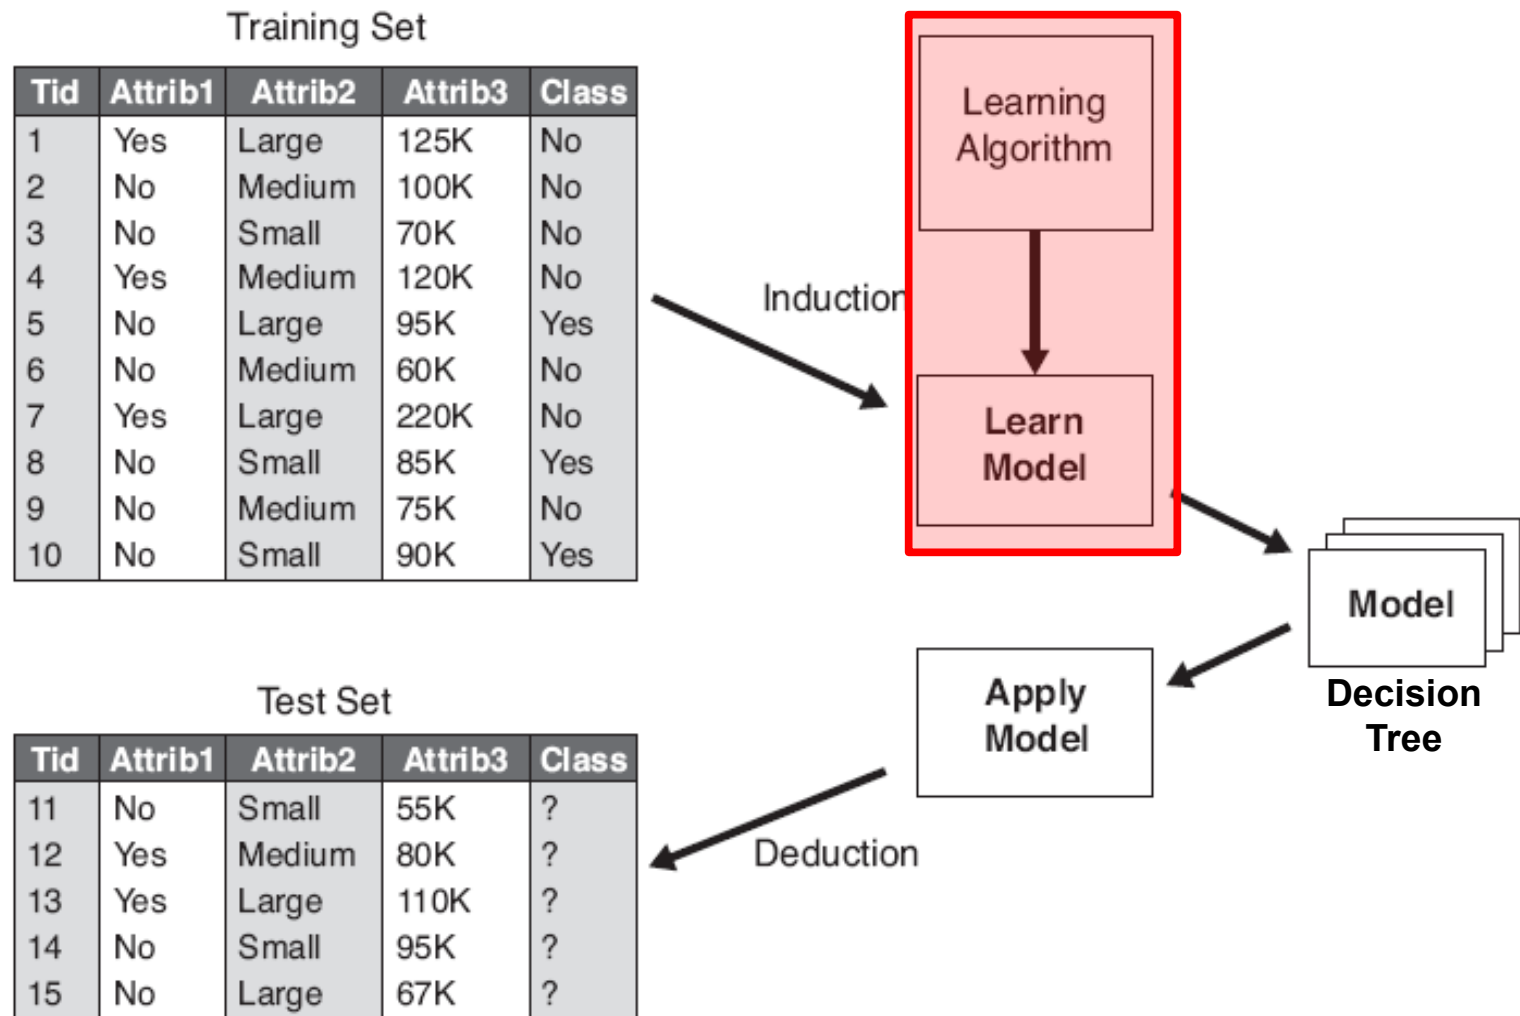 Training Set
Tid Attrib1 Attrib2 Attrib3 Class
1 Yes Large 125K No
2 No Medium 100K No
3 No Small 70K No
4 Yes Medium 120K No
5 No Large 95K Yes
6 No Medium 60K No
7 Yes Large 220K No
8 No Small 85K Yes
9 No Medium 75K No
10 No Small 90K Yes
Learning
Algorithm
Induction
Learn
Model
Model
Decision
Tree
Apply
Model
Deduction
Test Set
Tid Attrib1 Attrib2 Attrib3 Class
11 No Small 55K ?
12 Yes Medium 80K ?
13 Yes Large 110K ?
14 No Small 95K ?
15 No Large 67K ?